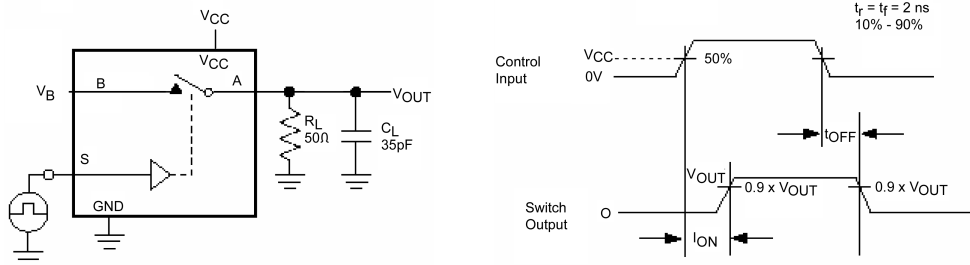 VCC
VCC
B
A
VB
VOUT
RL
50Ω
CL
35pF
S
GND
tr = tf = 2 ns
10% - 90%
Control
Input
VCC
50%
0V
tOFF
VOUT
0.9 x VOUT
0.9 x VOUT
Switch
Output
O
ION